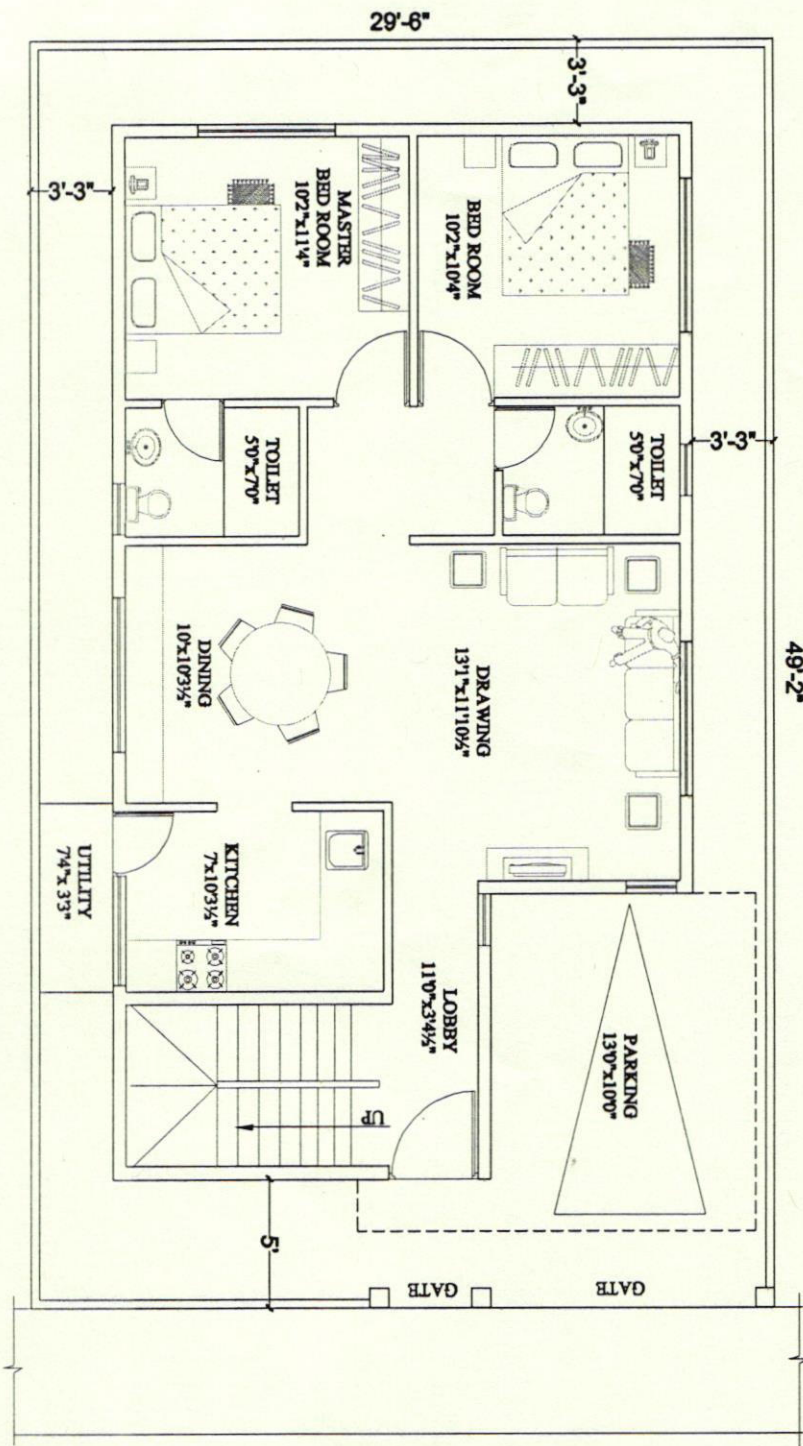 29'-6"
3'-3"
3'-3"
MASTER
BED ROOM
10'2"x11'4"
BED ROOM
10'2"x10'4"
TOILET
5'0"x7'0"
TOILET
5'0"x7'0"
3'-3"
49'-2"
DINING
10'x10'3½"
DRAWING
13'1"x11'10½"
UTILITY
7'4"x 3'3"
KITCHEN
7'x10'3½"
LOBBY
11'0"x3'4½"
PARKING
13'0"x10'0"
UP
5'
GATE
GATE